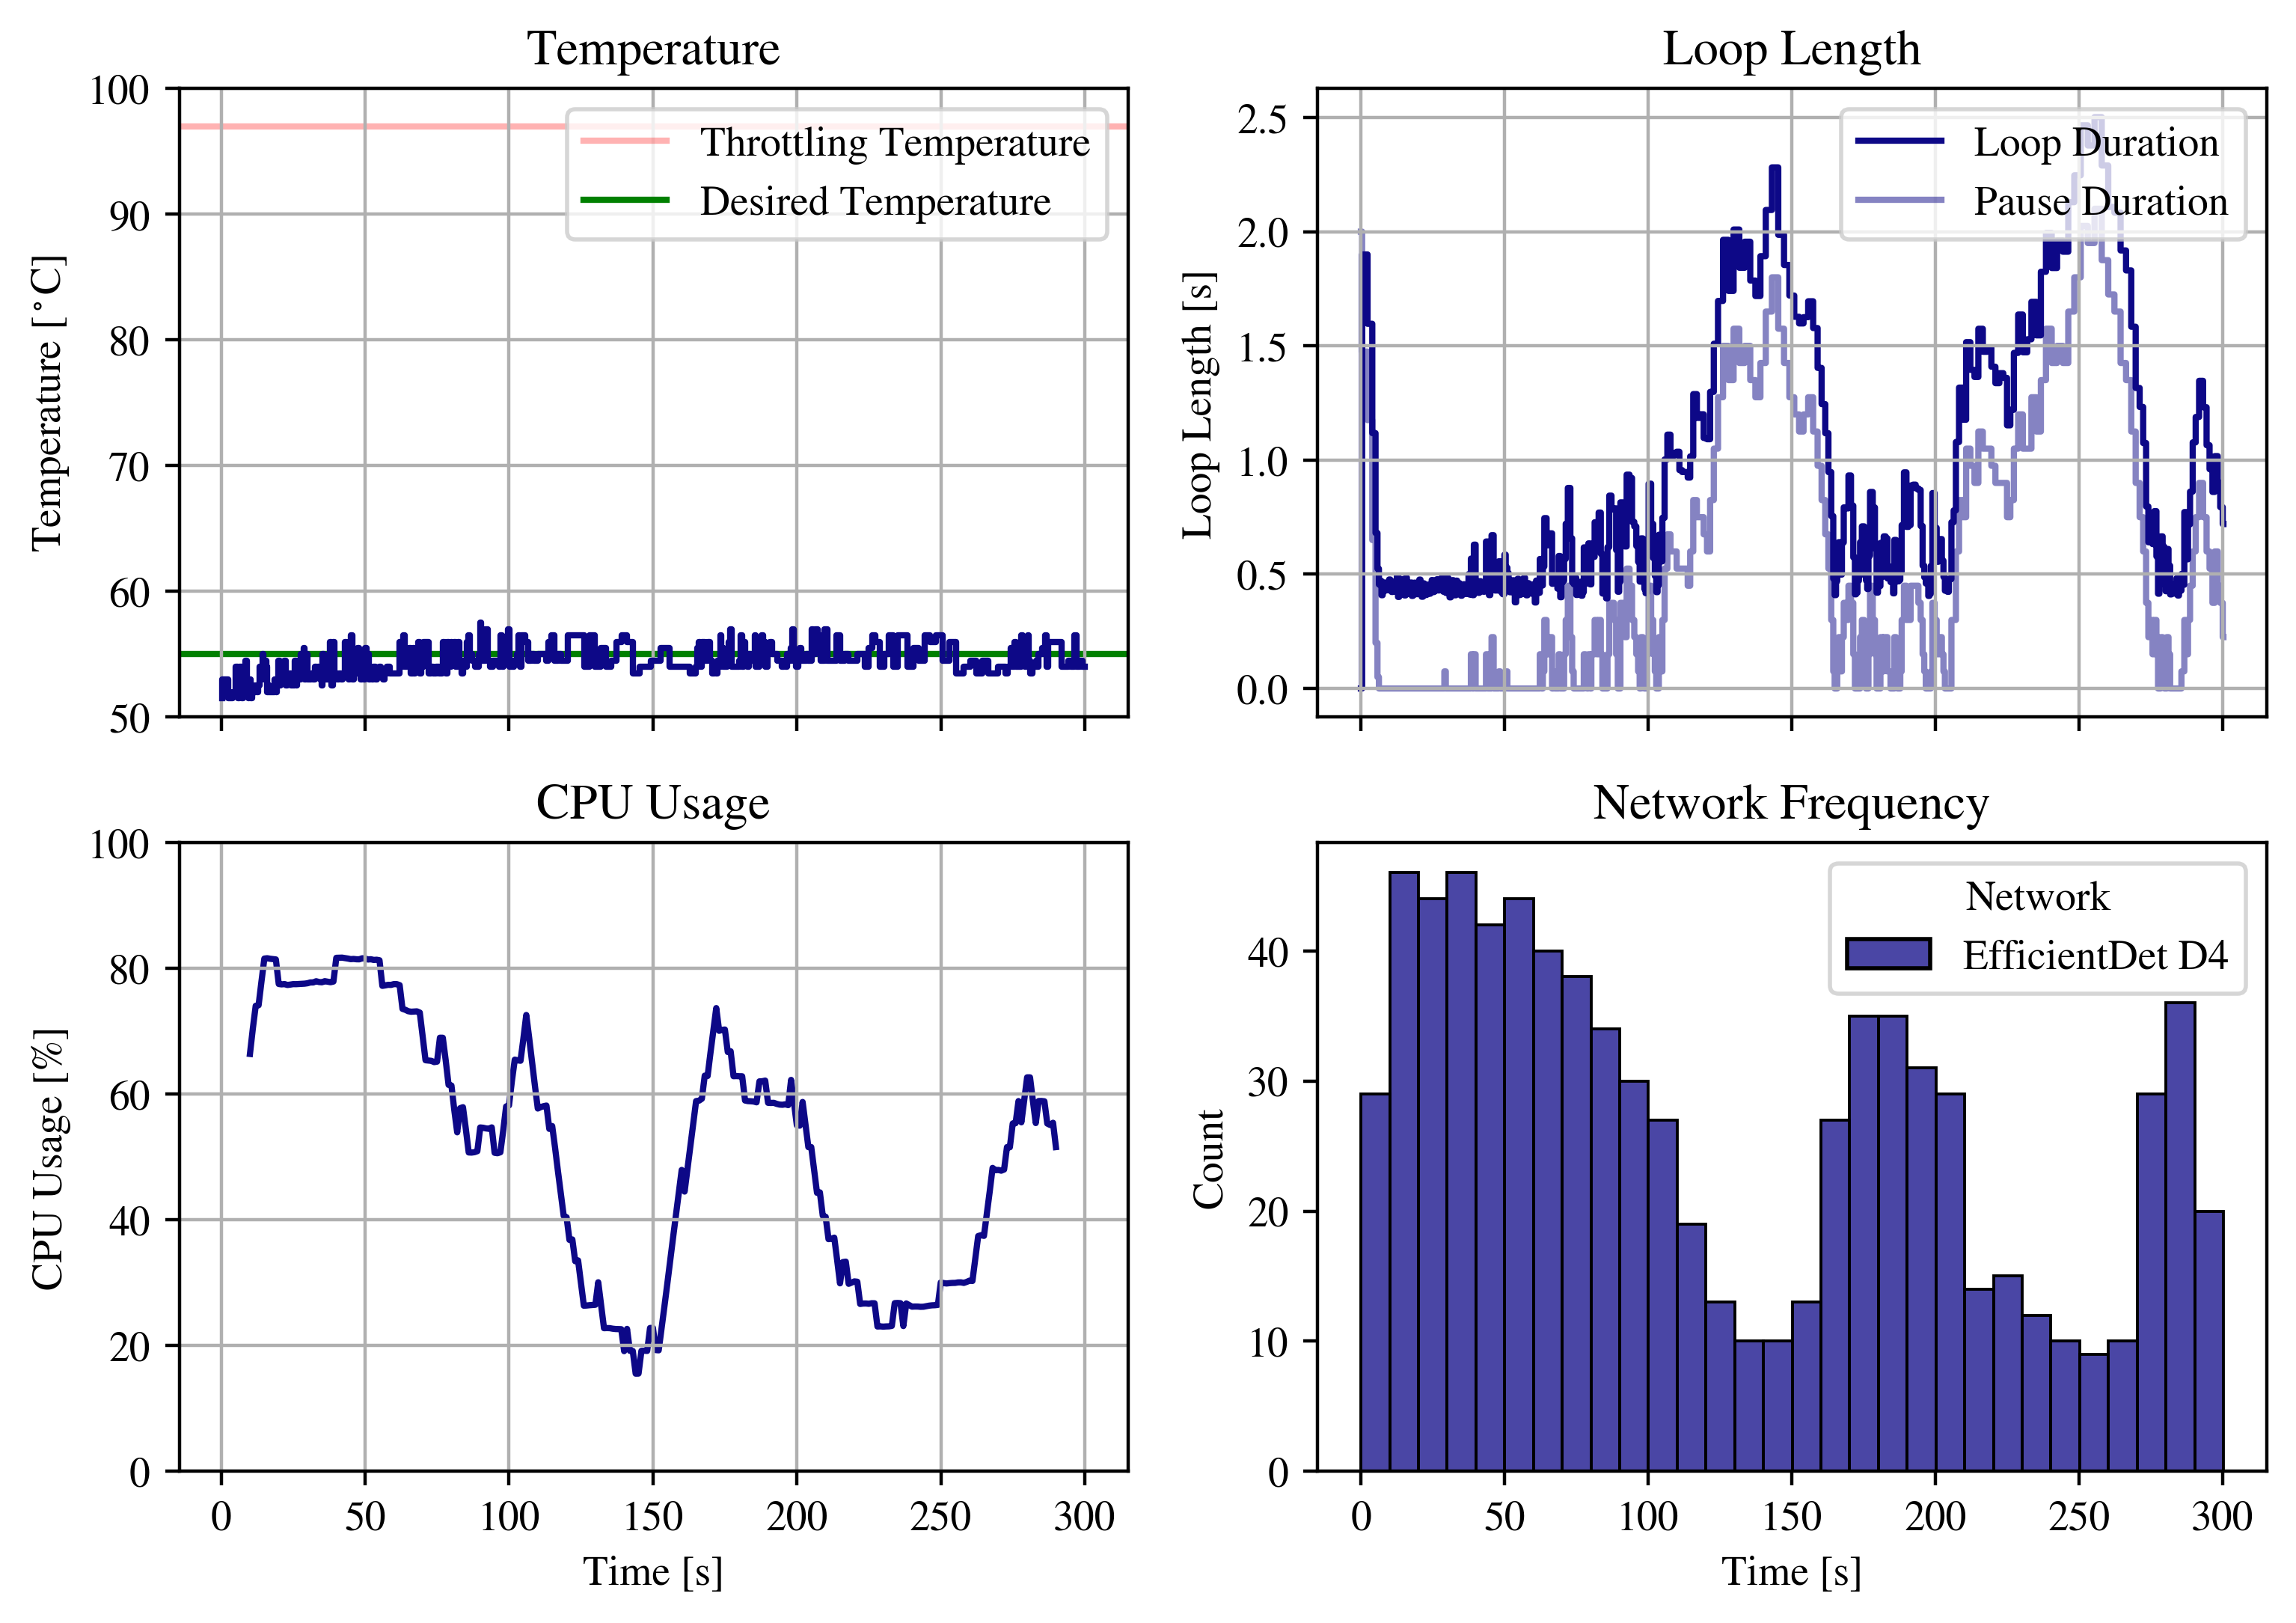 Temperature
Temperature [°C]
100
90
80
70
60
50
Throttling Temperature
Desired Temperature
Loop Length
Loop Length [s]
2.5
2.0
1.5
1.0
0.5
0.0
Loop Duration
Pause Duration
CPU Usage
CPU Usage [%]
100
80
60
40
20
0
0 50 100 150 200 250 300
Time [s]
Network Frequency
Count
40
30
20
10
0
Network
EfficientDet D4
0 50 100 150 200 250 300
Time [s]